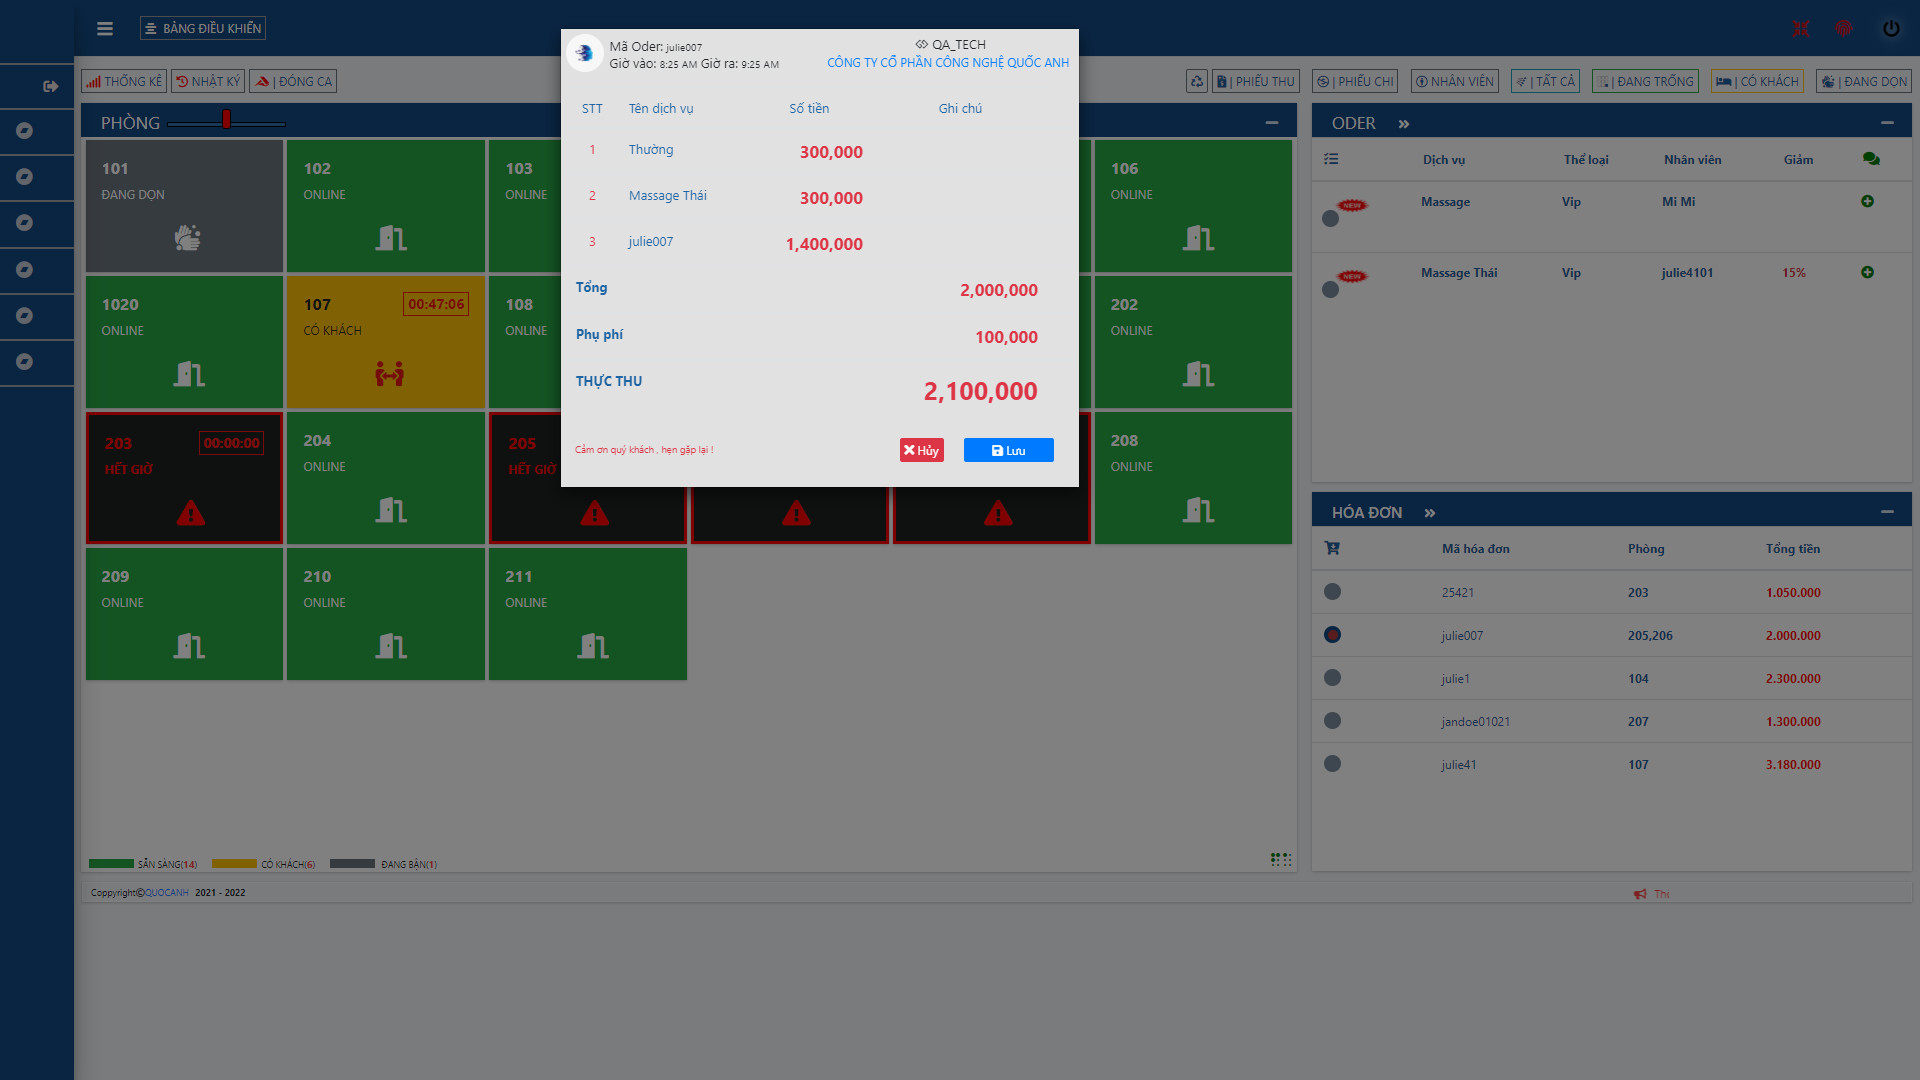 BẢNG ĐIỀU KHIỂN
THỐNG KÊ
NHẬT KÝ
| ĐÓNG CA
| PHIẾU THU
| PHIẾU CHI
| NHÂN VIÊN
| TẤT CẢ
| ĐANG TRỐNG
| CÓ KHÁCH
| ĐANG DỌN
Mã Oder: julie007
Giờ vào: 8:25 AM Giờ ra: 9:25 AM
QA_TECH
CÔNG TY CỔ PHẦN CÔNG NGHỆ QUỐC ANH
STT Tên dịch vụ Số tiền Ghi chú
1 Thường 300,000
2 Massage Thái 300,000
3 julie007 1,400,000
Tổng 2,000,000
Phụ phí 100,000
THỰC THU 2,100,000
Cảm ơn quý khách , hẹn gặp lại !
Hủy
Lưu
PHÒNG
101
ĐANG DỌN
102
ONLINE
103
ONLINE
106
ONLINE
1020
ONLINE
107 00:47:06
CÓ KHÁCH
108
ONLINE
202
ONLINE
203 00:00:00
HẾT GIỜ
204
ONLINE
205
HẾT GIỜ
208
ONLINE
209
ONLINE
210
ONLINE
211
ONLINE
SẴN SÀNG(14)
CÓ KHÁCH(6)
ĐANG BẬN(1)
ODER
Dịch vụ Thể loại Nhân viên Giảm
NEW Massage Vip Mi Mi
NEW Massage Thái Vip julie4101 15%
HÓA ĐƠN
Mã hóa đơn Phòng Tổng tiền
25421 203 1.050.000
julie007 205,206 2.000.000
julie1 104 2.300.000
jandoe01021 207 1.300.000
julie41 107 3.180.000
Coppyright©QUOCANH 2021 - 2022